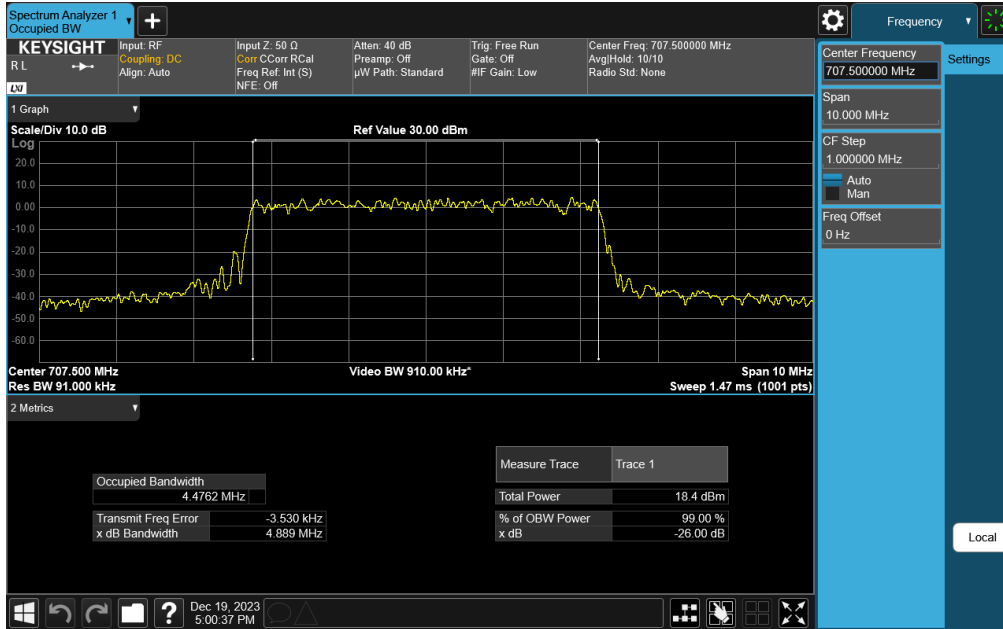 Spectrum Analyzer 1
Occupied BW
Frequency
KEYSIGHT
R L
LXI
Input: RF
Coupling: DC
Align: Auto
Input Z: 50 Ω
Corr CCorr RCal
Freq Ref: Int (S)
NFE: Off
Atten: 40 dB
Preamp: Off
µW Path: Standard
Trig: Free Run
Gate: Off
#IF Gain: Low
Center Freq: 707.500000 MHz
Avg|Hold: 10/10
Radio Std: None
Center Frequency
707.500000 MHz
Settings
Span
10.000 MHz
CF Step
1.000000 MHz
Auto
Man
Freq Offset
0 Hz
Local
1 Graph
Scale/Div 10.0 dB
Ref Value 30.00 dBm
Log
20.0
10.0
0.00
-10.0
-20.0
-30.0
-40.0
-50.0
-60.0
Center 707.500 MHz
Video BW 910.00 kHz*
Span 10 MHz
Res BW 91.000 kHz
Sweep 1.47 ms (1001 pts)
2 Metrics
Measure Trace
Trace 1
Occupied Bandwidth
4.4762 MHz
Total Power
18.4 dBm
Transmit Freq Error
-3.530 kHz
% of OBW Power
99.00 %
x dB Bandwidth
4.889 MHz
x dB
-26.00 dB
?
Dec 19, 2023
5:00:37 PM